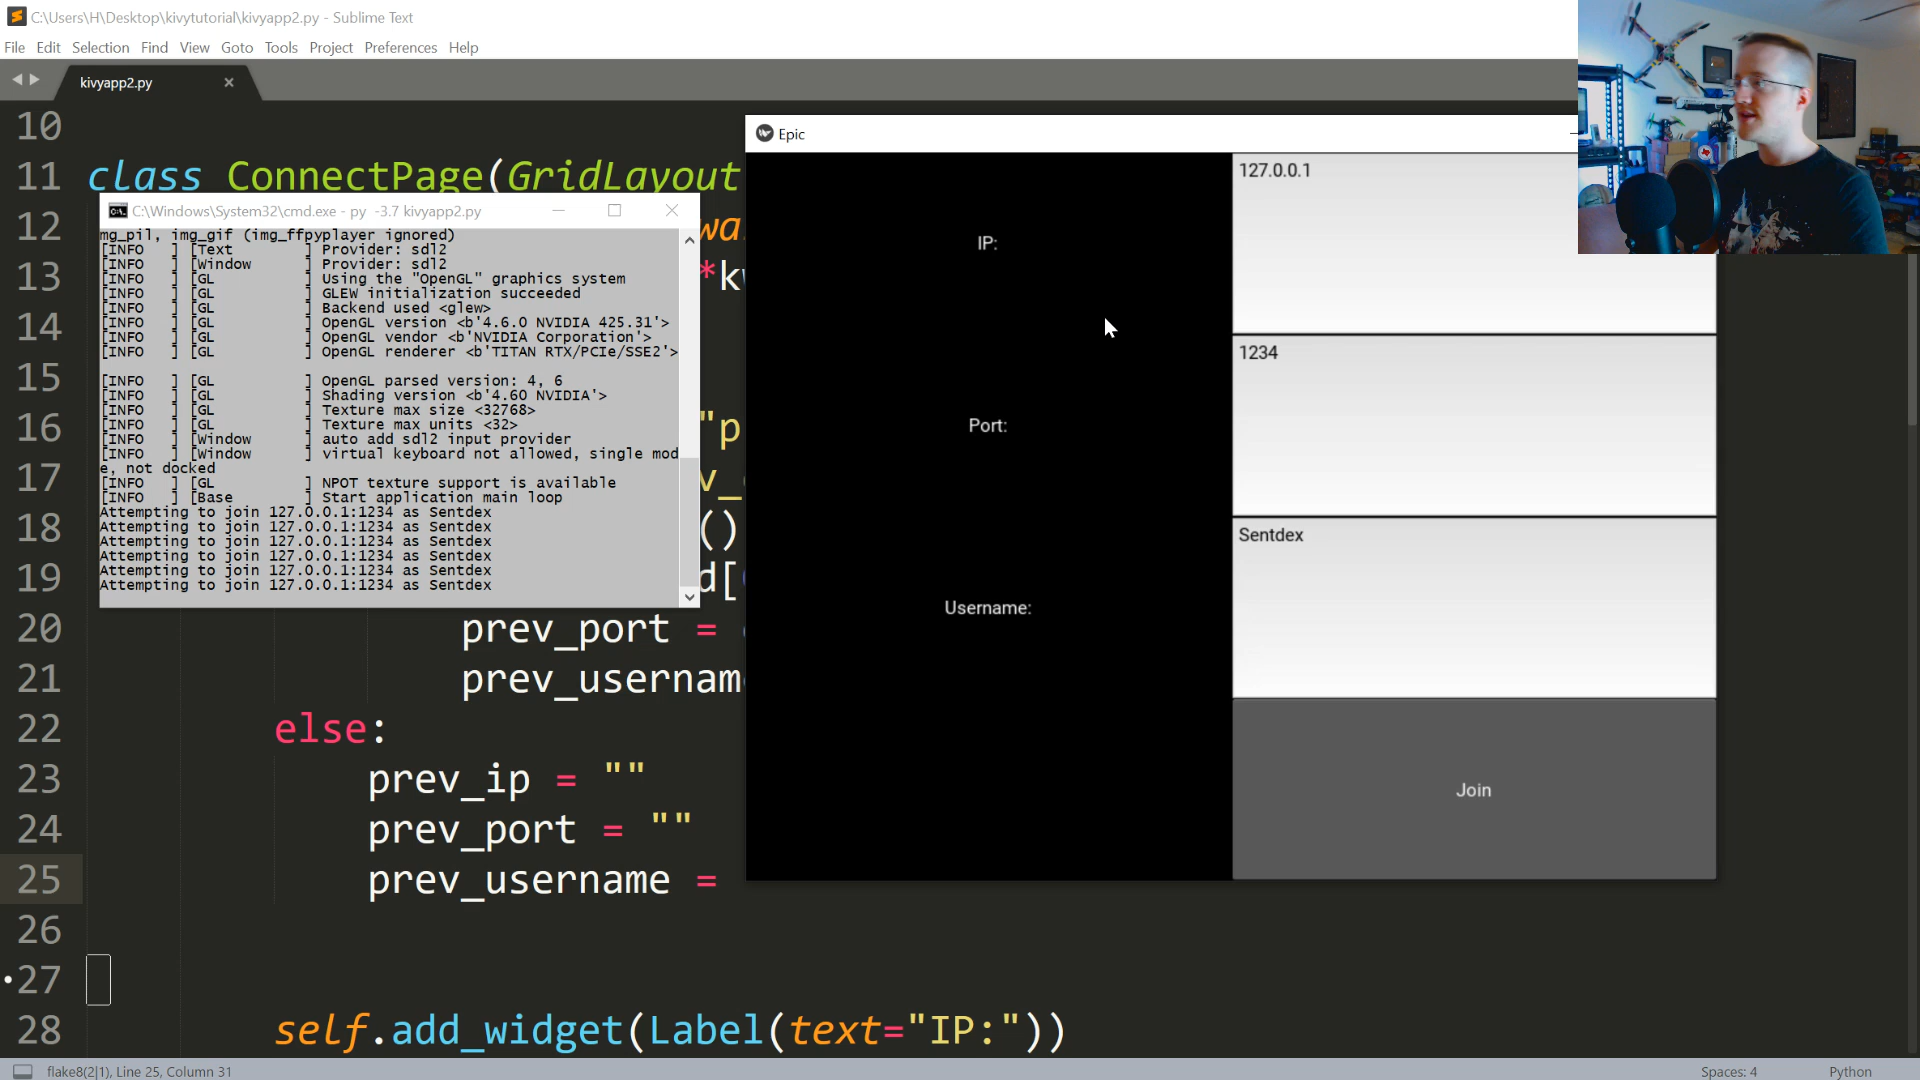 C:\Users\H\Desktop\kivytutorial\kivyapp2.py - Sublime Text
File Edit Selection Find View Goto Tools Project Preferences Help
kivyapp2.py
10
11 class ConnectPage(GridLayout
12
13 *k
14
15
16 "p
17
18 ()
19 d[
20 prev_port =
21 prev_usernam
22 else:
23 prev_ip = ""
24 prev_port = ""
25 prev_username =
26
27
28 self.add_widget(Label(text="IP:"))
C:\Windows\System32\cmd.exe - py -3.7 kivyapp2.py
mg_pil, img_gif (img_ffpyplayer ignored)
[INFO ] [Text ] Provider: sdl2
[INFO ] [Window ] Provider: sdl2
[INFO ] [GL ] Using the "OpenGL" graphics system
[INFO ] [GL ] GLEW initialization succeeded
[INFO ] [GL ] Backend used <glew>
[INFO ] [GL ] OpenGL version <b'4.6.0 NVIDIA 425.31'>
[INFO ] [GL ] OpenGL vendor <b'NVIDIA Corporation'>
[INFO ] [GL ] OpenGL renderer <b'TITAN RTX/PCIe/SSE2'>
[INFO ] [GL ] OpenGL parsed version: 4, 6
[INFO ] [GL ] Shading version <b'4.60 NVIDIA'>
[INFO ] [GL ] Texture max size <32768>
[INFO ] [GL ] Texture max units <32>
[INFO ] [Window ] auto add sdl2 input provider
[INFO ] [Window ] virtual keyboard not allowed, single mod
e, not docked
[INFO ] [GL ] NPOT texture support is available
[INFO ] [Base ] Start application main loop
Attempting to join 127.0.0.1:1234 as Sentdex
Attempting to join 127.0.0.1:1234 as Sentdex
Attempting to join 127.0.0.1:1234 as Sentdex
Attempting to join 127.0.0.1:1234 as Sentdex
Attempting to join 127.0.0.1:1234 as Sentdex
Attempting to join 127.0.0.1:1234 as Sentdex
Epic
IP:
127.0.0.1
Port:
1234
Username:
Sentdex
Join
flake8(2|1), Line 25, Column 31
Spaces: 4
Python